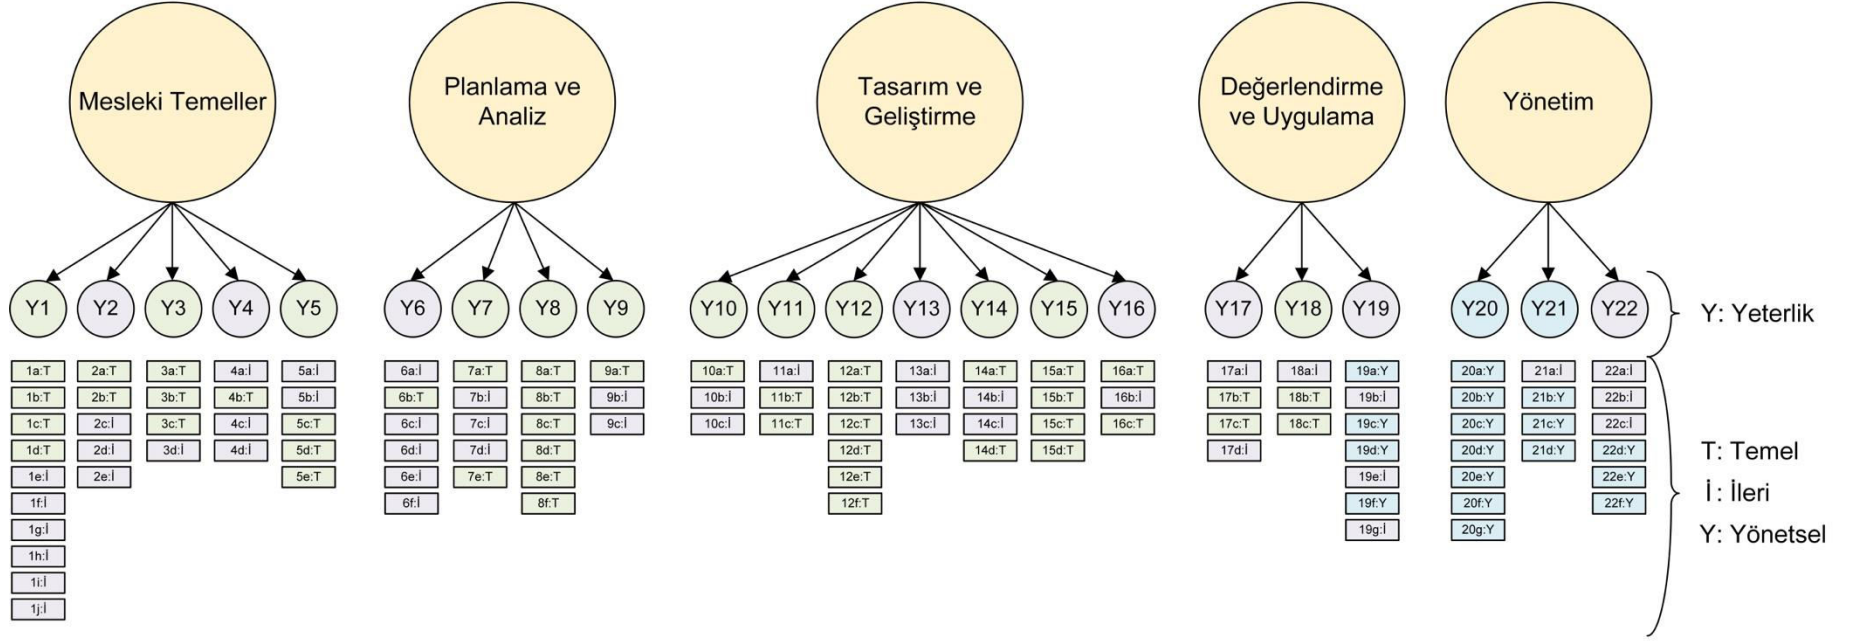 Mesleki Temeller
Planlama ve
Analiz
Tasarım ve
Geliştirme
Değerlendirme
ve Uygulama
Yönetim
Y1 Y2 Y3 Y4 Y5 Y6 Y7 Y8 Y9 Y10 Y11 Y12 Y13 Y14 Y15 Y16 Y17 Y18 Y19 Y20 Y21 Y22
Y: Yeterlik
1a:T 2a:T 3a:T 4a:İ 5a:İ 6a:İ 7a:T 8a:T 9a:T 10a:T 11a:İ 12a:T 13a:İ 14a:T 15a:T 16a:T 17a:İ 18a:İ 19a:Y 20a:Y 21a:İ 22a:İ
1b:T 2b:T 3b:T 4b:T 5b:İ 6b:T 7b:İ 8b:T 9b:İ 10b:İ 11b:T 12b:T 13b:İ 14b:İ 15b:T 16b:İ 17b:T 18b:T 19b:İ 20b:Y 21b:Y 22b:İ
1c:T 2c:İ 3c:T 4c:İ 5c:T 6c:İ 7c:İ 8c:T 9c:İ 10c:İ 11c:T 12c:T 13c:İ 14c:İ 15c:T 16c:T 17c:T 18c:T 19c:Y 20c:Y 21c:Y 22c:İ
1d:T 2d:İ 3d:İ 4d:İ 5d:T 6d:İ 7d:İ 8d:T 12d:T 14d:T 15d:T 17d:İ 19d:Y 20d:Y 21d:Y 22d:Y
1e:İ 2e:İ 5e:T 6e:İ 7e:T 8e:T 12e:T 19e:İ 20e:Y 22e:Y
1f:İ 6f:İ 8f:T 12f:T 19f:Y 20f:Y 22f:Y
1g:İ 19g:İ 20g:Y
1h:İ
1i:İ
1j:İ
T: Temel
İ: İleri
Y: Yönetsel